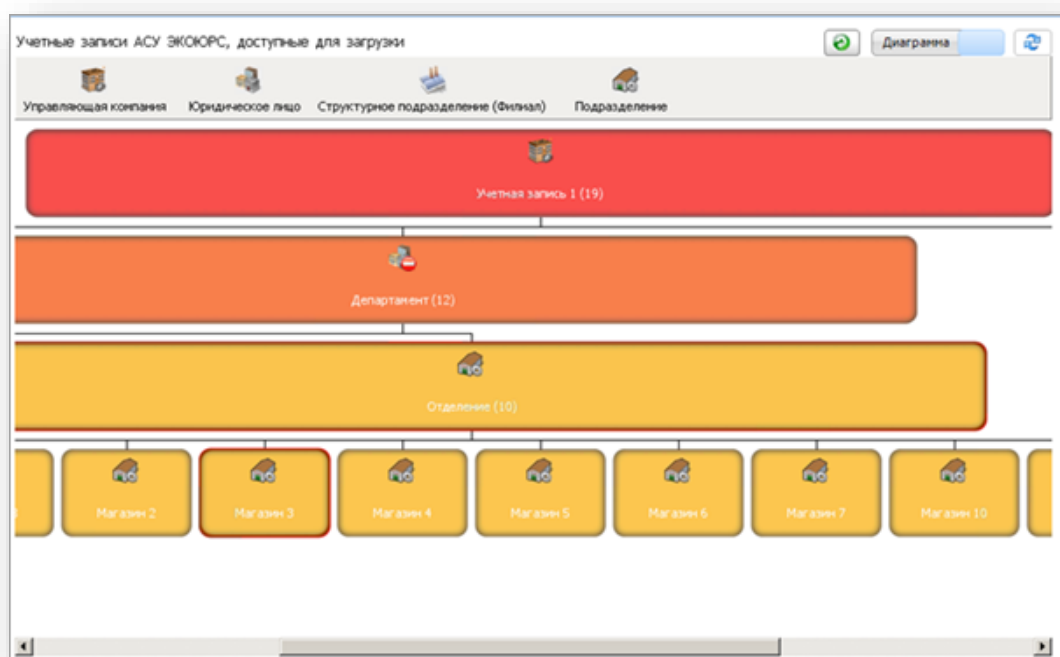 Учетные записи АСУ ЭКОЮРС, доступные для загрузки
Диаграмма
Управляющая компания Юридическое лицо Структурное подразделение (Филиал) Подразделение
Учетная запись 1 (19)
Департамент (12)
Отделение (10)
Магазин 2 Магазин 3 Магазин 4 Магазин 5 Магазин 6 Магазин 7 Магазин 10